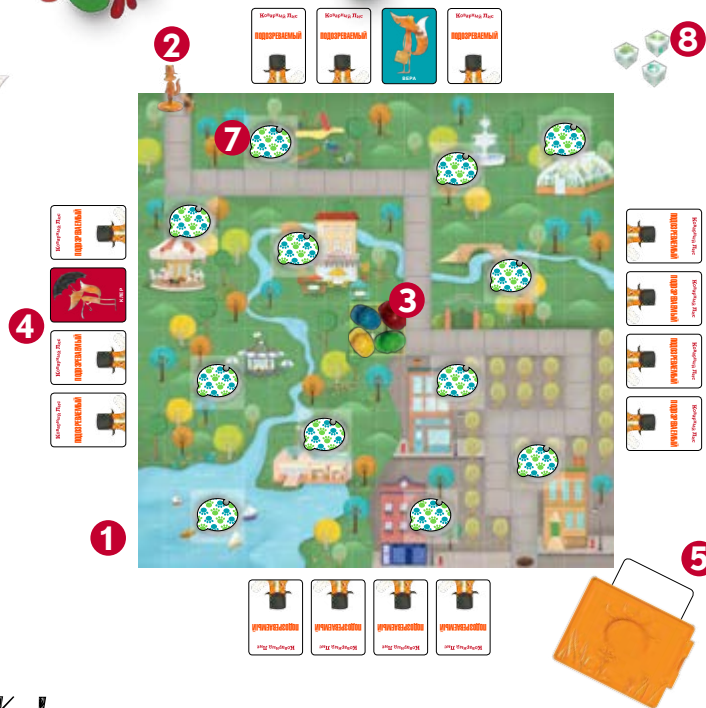 Коварный Лис Коварный Лис Коварный Лис
ПОДОЗРЕВАЕМЫЙ ПОДОЗРЕВАЕМЫЙ ПОДОЗРЕВАЕМЫЙ
ВЕРА
2
8
7
Коварный Лис
ПОДОЗРЕВАЕМЫЙ
Коварный Лис
ПОДОЗРЕВАЕМЫЙ
КЛЕР
3
4
Коварный Лис
ПОДОЗРЕВАЕМЫЙ
Коварный Лис
ПОДОЗРЕВАЕМЫЙ
Коварный Лис
ПОДОЗРЕВАЕМЫЙ
Коварный Лис
ПОДОЗРЕВАЕМЫЙ
Коварный Лис
ПОДОЗРЕВАЕМЫЙ
1
5
ПОДОЗРЕВАЕМЫЙ ПОДОЗРЕВАЕМЫЙ ПОДОЗРЕВАЕМЫЙ ПОДОЗРЕВАЕМЫЙ
Коварный Лис Коварный Лис Коварный Лис Коварный Лис